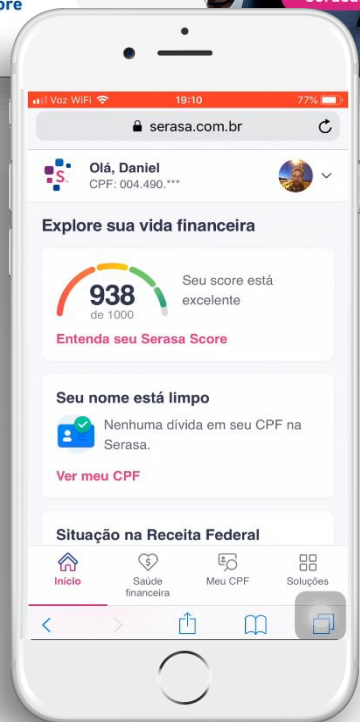 ore
Voz WiFi 19:10 77%
serasa.com.br
S.
Olá, Daniel
CPF: 004.490.***
Explore sua vida financeira
938
de 1000
Seu score está
excelente
Entenda seu Serasa Score
Seu nome está limpo
Nenhuma dívida em seu CPF na
Serasa.
Ver meu CPF
Situação na Receita Federal
Início
Saúde
financeira
Meu CPF
Soluções